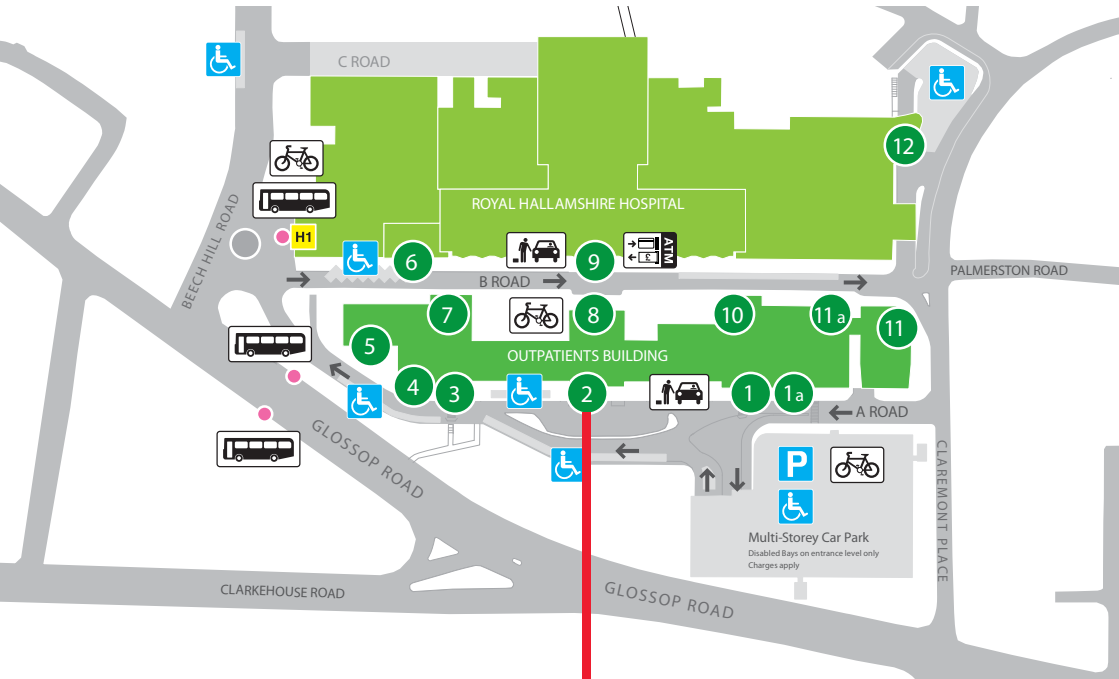 C ROAD
12
BEECH HILL ROAD
ROYAL HALLAMSHIRE HOSPITAL
H1
6
9
ATM
£
B ROAD
PALMERSTON ROAD
7
8
10
11 a
11
5
OUTPATIENTS BUILDING
4
3
2
1
1a
A ROAD
GLOSSOP ROAD
CLAREMONT PLACE
P
Multi-Storey Car Park
Disabled Bays on entrance level only
Charges apply
CLARKEHOUSE ROAD
GLOSSOP ROAD